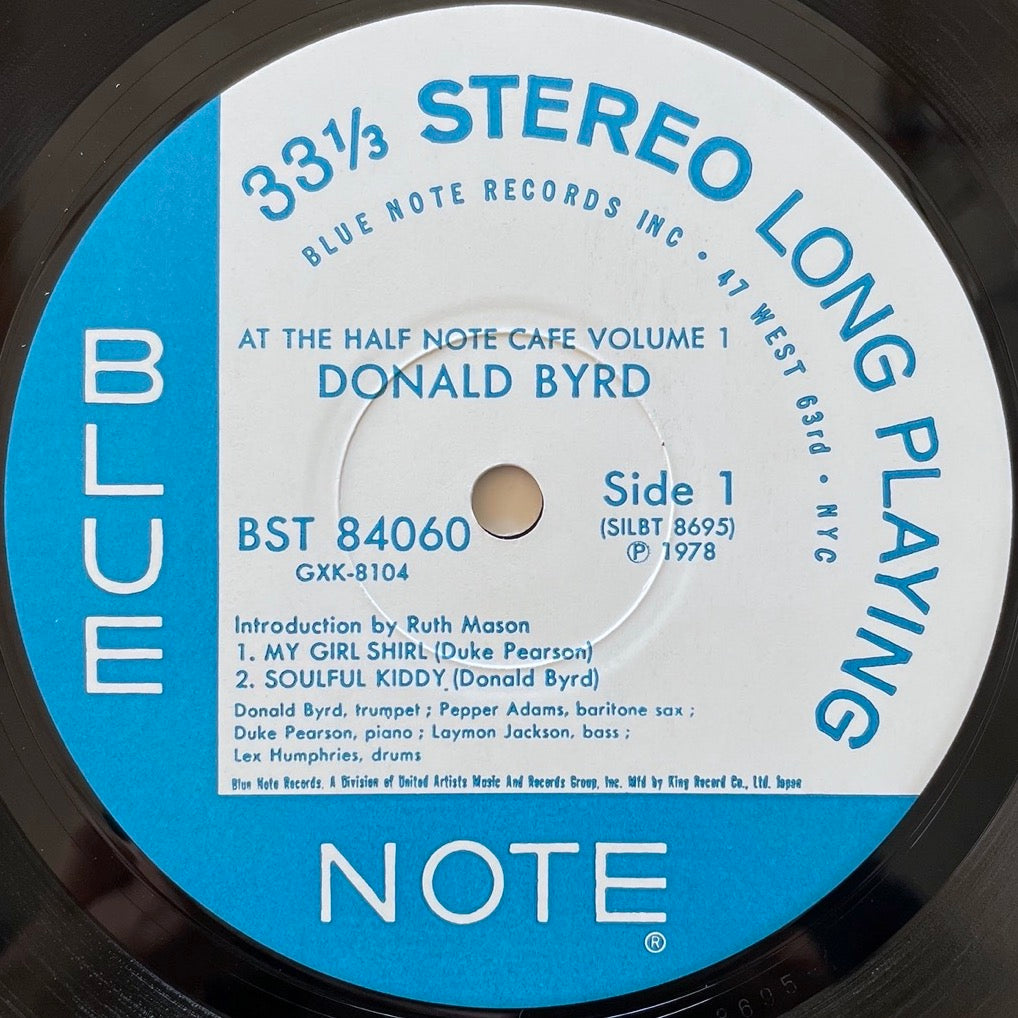 33⅓ STEREO LONG PLAYING
BLUE NOTE RECORDS INC • 47 WEST 63rd • NYC
AT THE HALF NOTE CAFE VOLUME 1
DONALD BYRD
Side 1
BST 84060
(SILBT 8695)
GXK-8104
Ⓟ 1978
Introduction by Ruth Mason
1. MY GIRL SHIRL (Duke Pearson)
2. SOULFUL KIDDY (Donald Byrd)
Donald Byrd, trumpet ; Pepper Adams, baritone sax ;
Duke Pearson, piano ; Laymon Jackson, bass ;
Lex Humphries, drums
Blue Note Records, A Division of United Artists Music And Records Group, Inc. Mfd by King Record Co., Ltd. Japan
BLUE
NOTE
®
8695